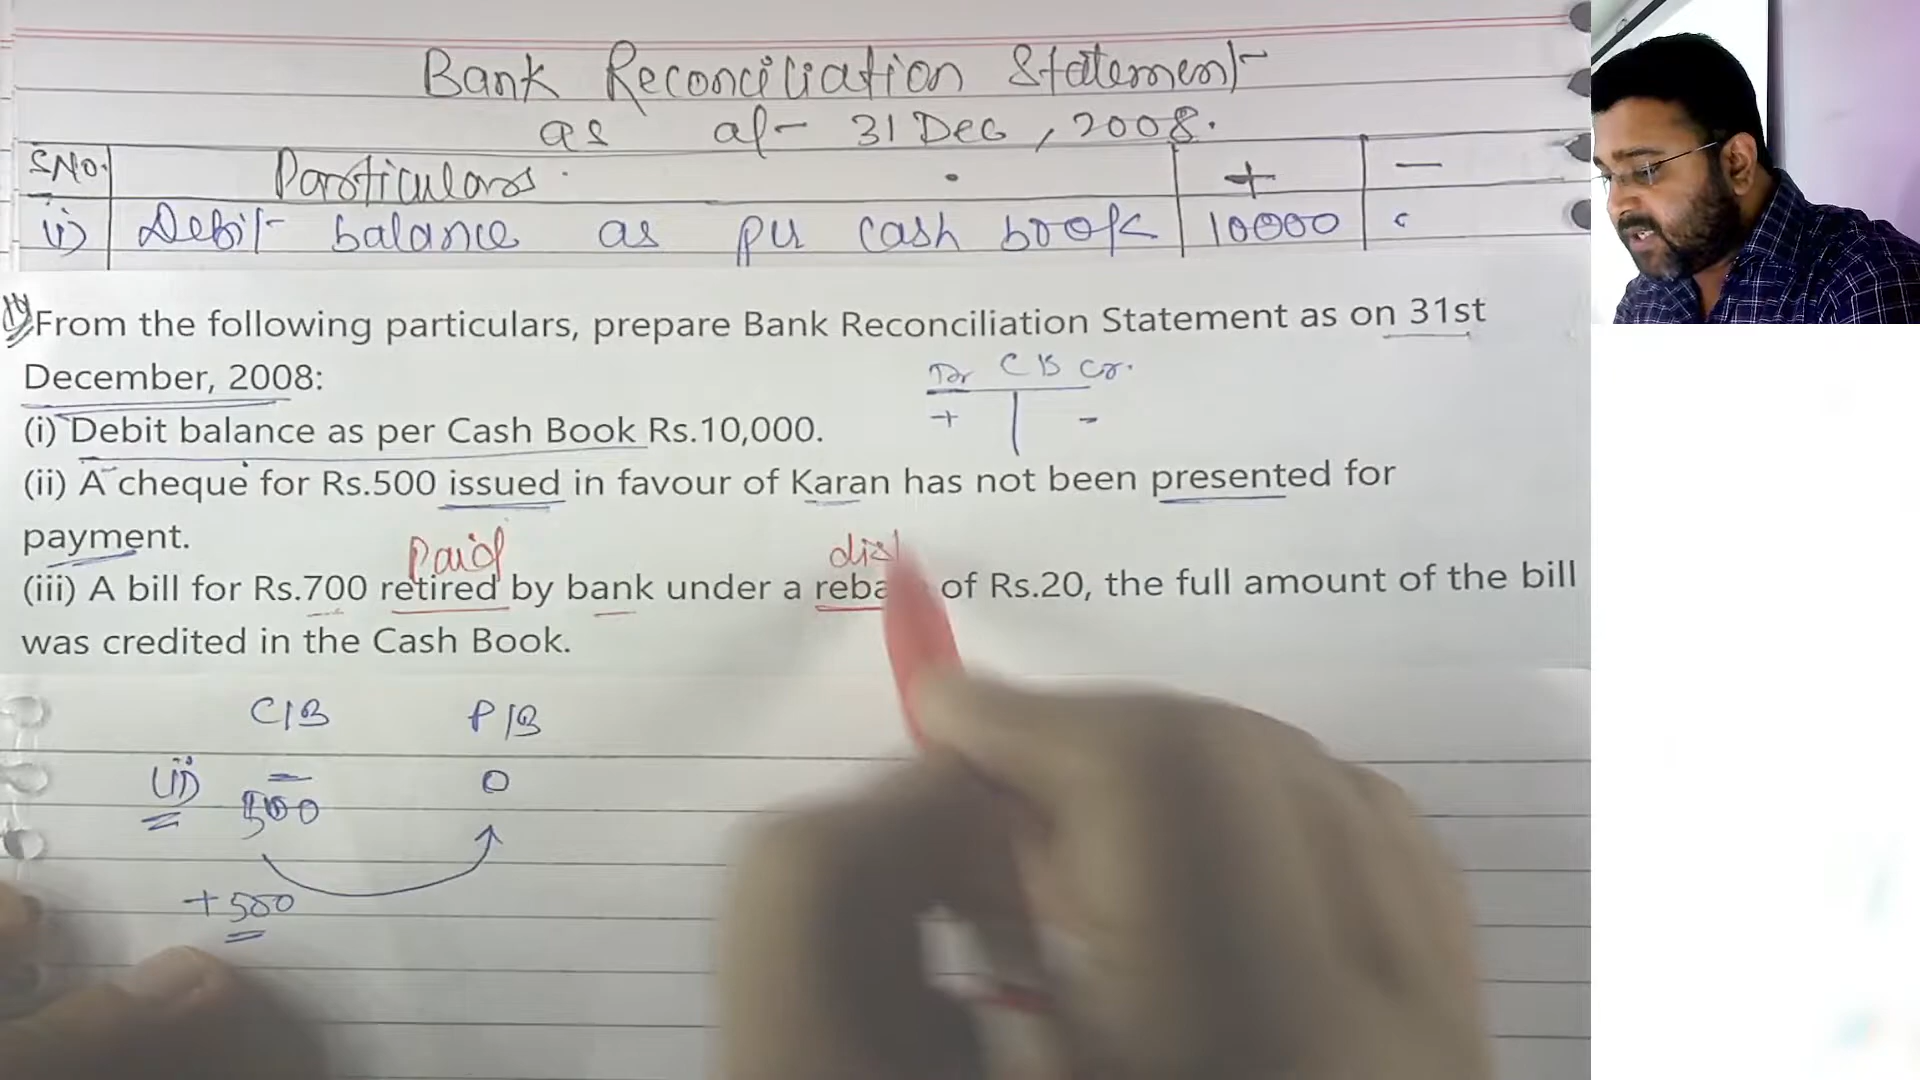 Bank Reconciliation Statement
as at 31 Dec, 2008.
SNo. Particulars. + —
(i) Debit balance as per cash book 10000
14) From the following particulars, prepare Bank Reconciliation Statement as on 31st
December, 2008:
Dr CB Cr.
+ -
(i) Debit balance as per Cash Book Rs.10,000.
(ii) A cheque for Rs.500 issued in favour of Karan has not been presented for
payment.
Paid
(iii) A bill for Rs.700 retired by bank under a of Rs.20, the full amount of the bill
was credited in the Cash Book.
C/B P/B
(ii) — 0
500
+500